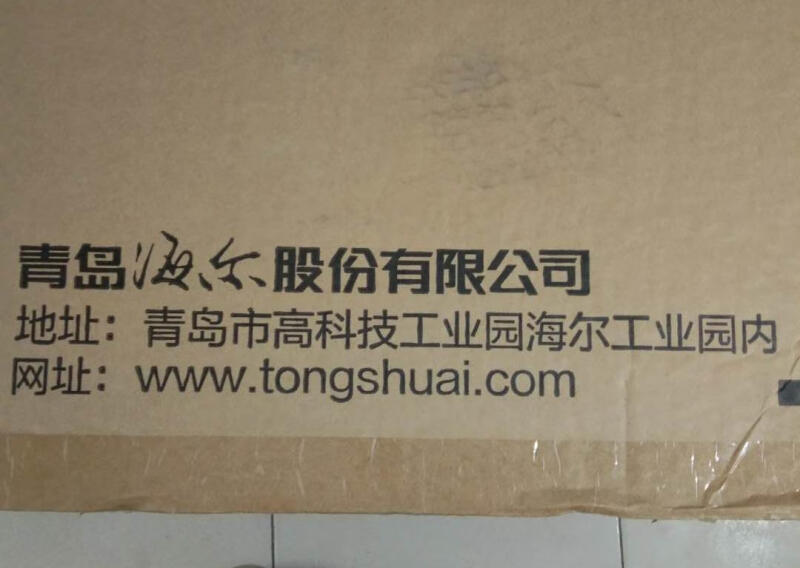 青岛海尔股份有限公司
地址：青岛市高科技工业园海尔工业园内
网址：www.tongshuai.com